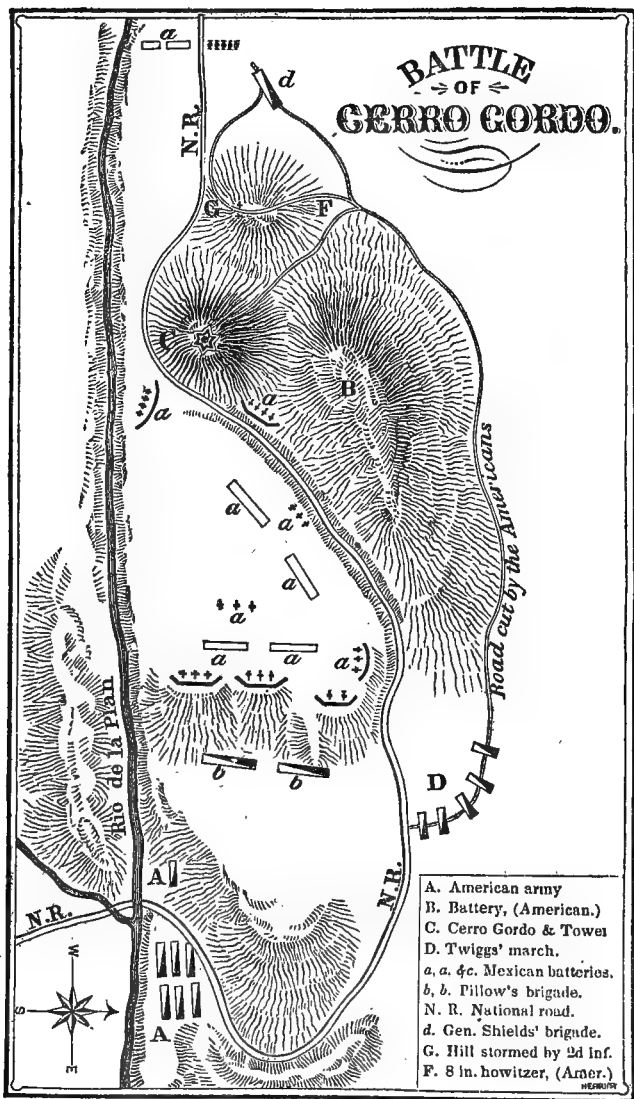 BATTLE
OF
CERRO GORDO.
a
d
N.R.
G
F
C
B
a
a
a
a
a
a
a
a
a
Road cut by the Americans
b
b
Rio de la Plan
D
A
N.R.
N.R.
A
W
S
E
A. American army
B. Battery, (American.)
C. Cerro Gordo & Tower
D. Twiggs' march.
a, a. &c. Mexican batteries.
b, b. Pillow's brigade.
N. R. National road.
d. Gen. Shields' brigade.
G. Hill stormed by 2d inf.
F. 8 in. howitzer, (Amer.)